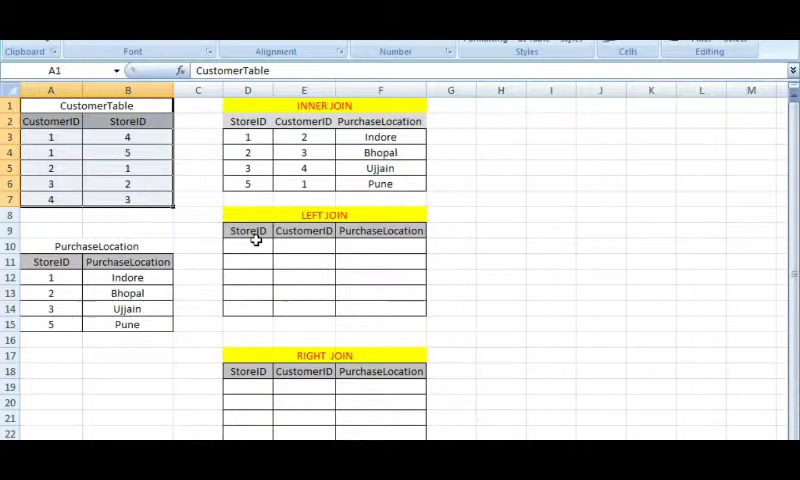 Clipboard Font Alignment Number Styles Cells Editing
A1 fx CustomerTable
A B C D E F G H I J K L M
1 CustomerTable INNER JOIN
2 CustomerID StoreID StoreID CustomerID PurchaseLocation
3 1 4 1 2 Indore
4 1 5 2 3 Bhopal
5 2 1 3 4 Ujjain
6 3 2 5 1 Pune
7 4 3
8 LEFT JOIN
9 StoreID CustomerID PurchaseLocation
10 PurchaseLocation
11 StoreID PurchaseLocation
12 1 Indore
13 2 Bhopal
14 3 Ujjain
15 5 Pune
16
17 RIGHT JOIN
18 StoreID CustomerID PurchaseLocation
19
20
21
22